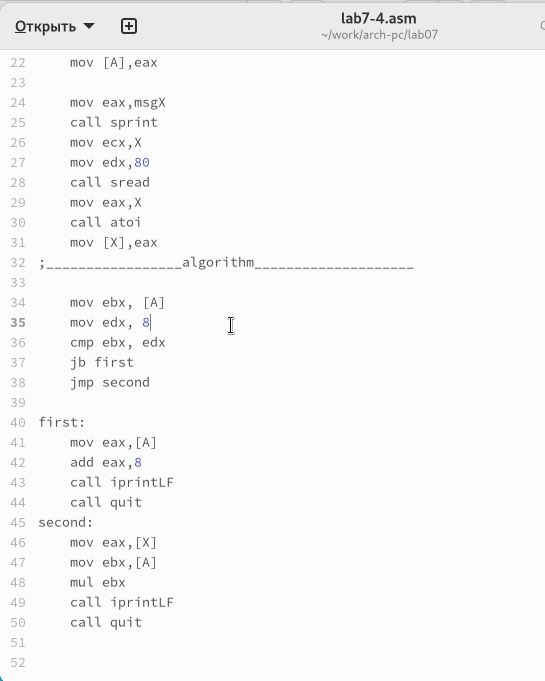 Открыть
lab7-4.asm
~/work/arch-pc/lab07
22 mov [A],eax
23
24 mov eax,msgX
25 call sprint
26 mov ecx,X
27 mov edx,80
28 call sread
29 mov eax,X
30 call atoi
31 mov [X],eax
32 ;_________________algorithm____________________
33
34 mov ebx, [A]
35 mov edx, 8
36 cmp ebx, edx
37 jb first
38 jmp second
39
40 first:
41 mov eax,[A]
42 add eax,8
43 call iprintLF
44 call quit
45 second:
46 mov eax,[X]
47 mov ebx,[A]
48 mul ebx
49 call iprintLF
50 call quit
51
52